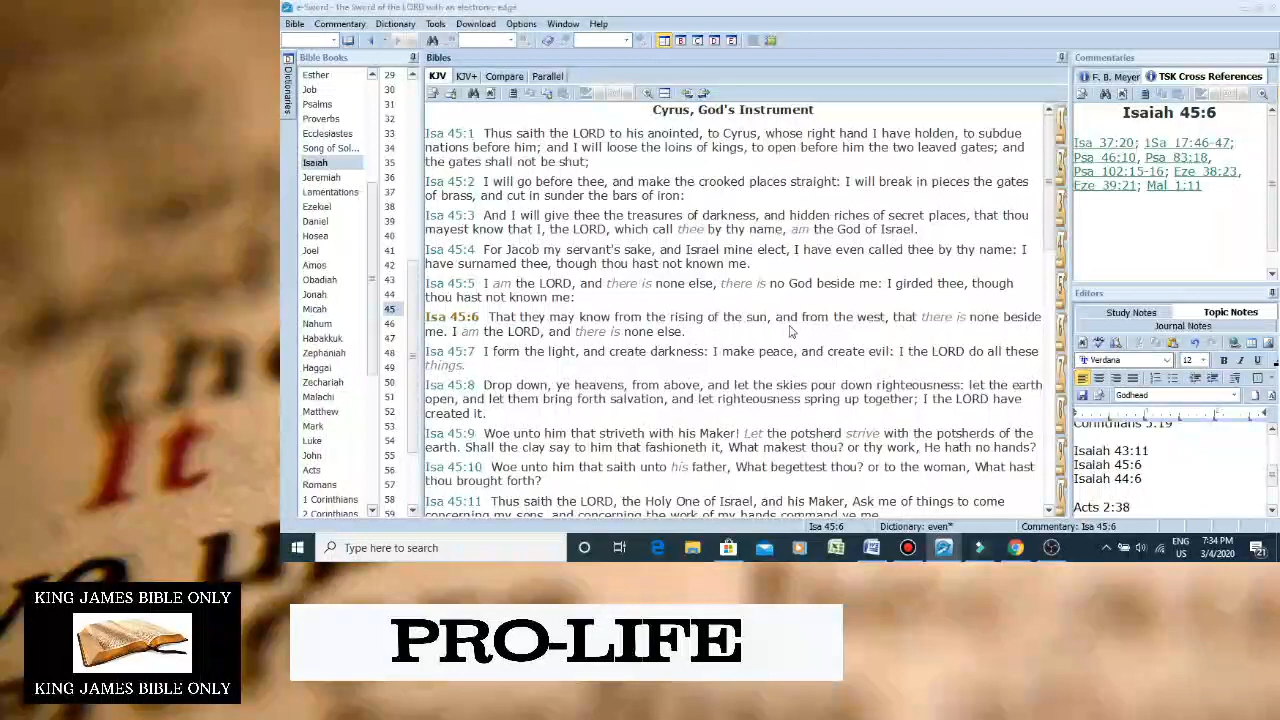 e-Sword - the Sword of the LORD with an electronic edge
Bible Commentary Dictionary Tools Download Options Window Help
Bible Books
Dictionaries
Esther
Job
Psalms
Proverbs
Ecclesiastes
Song of Sol...
Isaiah
Jeremiah
Lamentations
Ezekiel
Daniel
Hosea
Joel
Amos
Obadiah
Jonah
Micah
Nahum
Habakkuk
Zephaniah
Haggai
Zechariah
Malachi
Matthew
Mark
Luke
John
Acts
Romans
1 Corinthians
2 Corinthians
29
30
31
32
33
34
35
36
37
38
39
40
41
42
43
44
45
46
47
48
49
50
51
52
53
54
55
56
57
58
59
Bibles
KJV KJV+ Compare Parallel
Cyrus, God's Instrument
Isa 45:1 Thus saith the LORD to his anointed, to Cyrus, whose right hand I have holden, to subdue
nations before him; and I will loose the loins of kings, to open before him the two leaved gates; and
the gates shall not be shut;
Isa 45:2 I will go before thee, and make the crooked places straight: I will break in pieces the gates
of brass, and cut in sunder the bars of iron:
Isa 45:3 And I will give thee the treasures of darkness, and hidden riches of secret places, that thou
mayest know that I, the LORD, which call thee by thy name, am the God of Israel.
Isa 45:4 For Jacob my servant's sake, and Israel mine elect, I have even called thee by thy name: I
have surnamed thee, though thou hast not known me.
Isa 45:5 I am the LORD, and there is none else, there is no God beside me: I girded thee, though
thou hast not known me:
Isa 45:6 That they may know from the rising of the sun, and from the west, that there is none beside
me. I am the LORD, and there is none else.
Isa 45:7 I form the light, and create darkness: I make peace, and create evil: I the LORD do all these
things.
Isa 45:8 Drop down, ye heavens, from above, and let the skies pour down righteousness: let the earth
open, and let them bring forth salvation, and let righteousness spring up together; I the LORD have
created it.
Isa 45:9 Woe unto him that striveth with his Maker! Let the potsherd strive with the potsherds of the
earth. Shall the clay say to him that fashioneth it, What makest thou? or thy work, He hath no hands?
Isa 45:10 Woe unto him that saith unto his father, What begettest thou? or to the woman, What hast
thou brought forth?
Isa 45:11 Thus saith the LORD, the Holy One of Israel, and his Maker, Ask me of things to come
concerning my sons, and concerning the work of my hands command ye me.
Commentaries
F. B. Meyer TSK Cross References
Isaiah 45:6
Isa 37:20; 1Sa 17:46-47;
Psa 46:10, Psa 83:18,
Psa 102:15-16; Eze 38:23,
Eze 39:21; Mal 1:11
Editors
Study Notes Topic Notes
Journal Notes
Verdana 12
B I U
Godhead
Corinthians 5:19
Isaiah 43:11
Isaiah 45:6
Isaiah 44:6
Acts 2:38
Isa 45:6 Dictionary: even* Commentary: Isa 45:6
Type here to search
ENG
US
7:34 PM
3/4/2020
21
It
KING JAMES BIBLE ONLY
KING JAMES BIBLE ONLY
PRO-LIFE